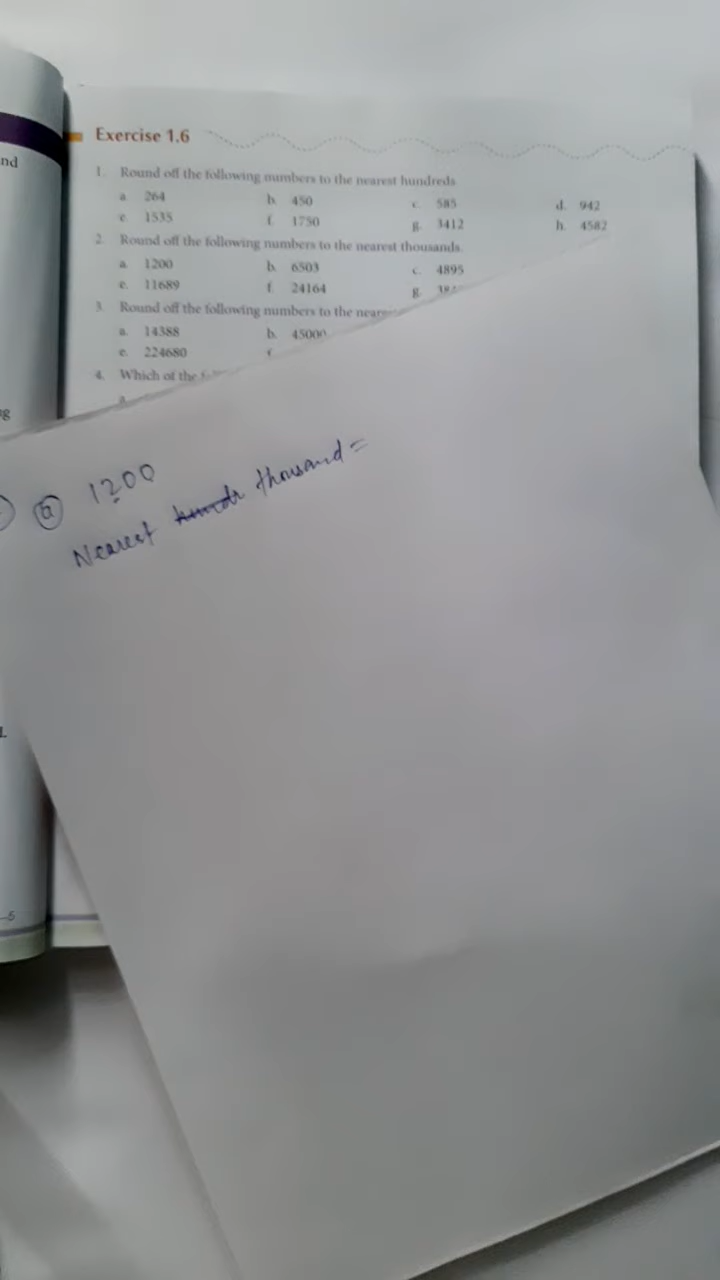 nd
Exercise 1.6
1. Round off the following numbers to the nearest hundreds
a. 264 b. 450 c. 585 d. 942
e. 1535 f. 1750 g. 3412 h. 4582
2. Round off the following numbers to the nearest thousands.
a. 1200 b. 6503 c. 4895
e. 11689 f. 24164 g.
3. Round off the following numbers to the
a. 14388 b. 45000
e. 224680
4. Which of the
a.
a 1200
Nearest thousand =